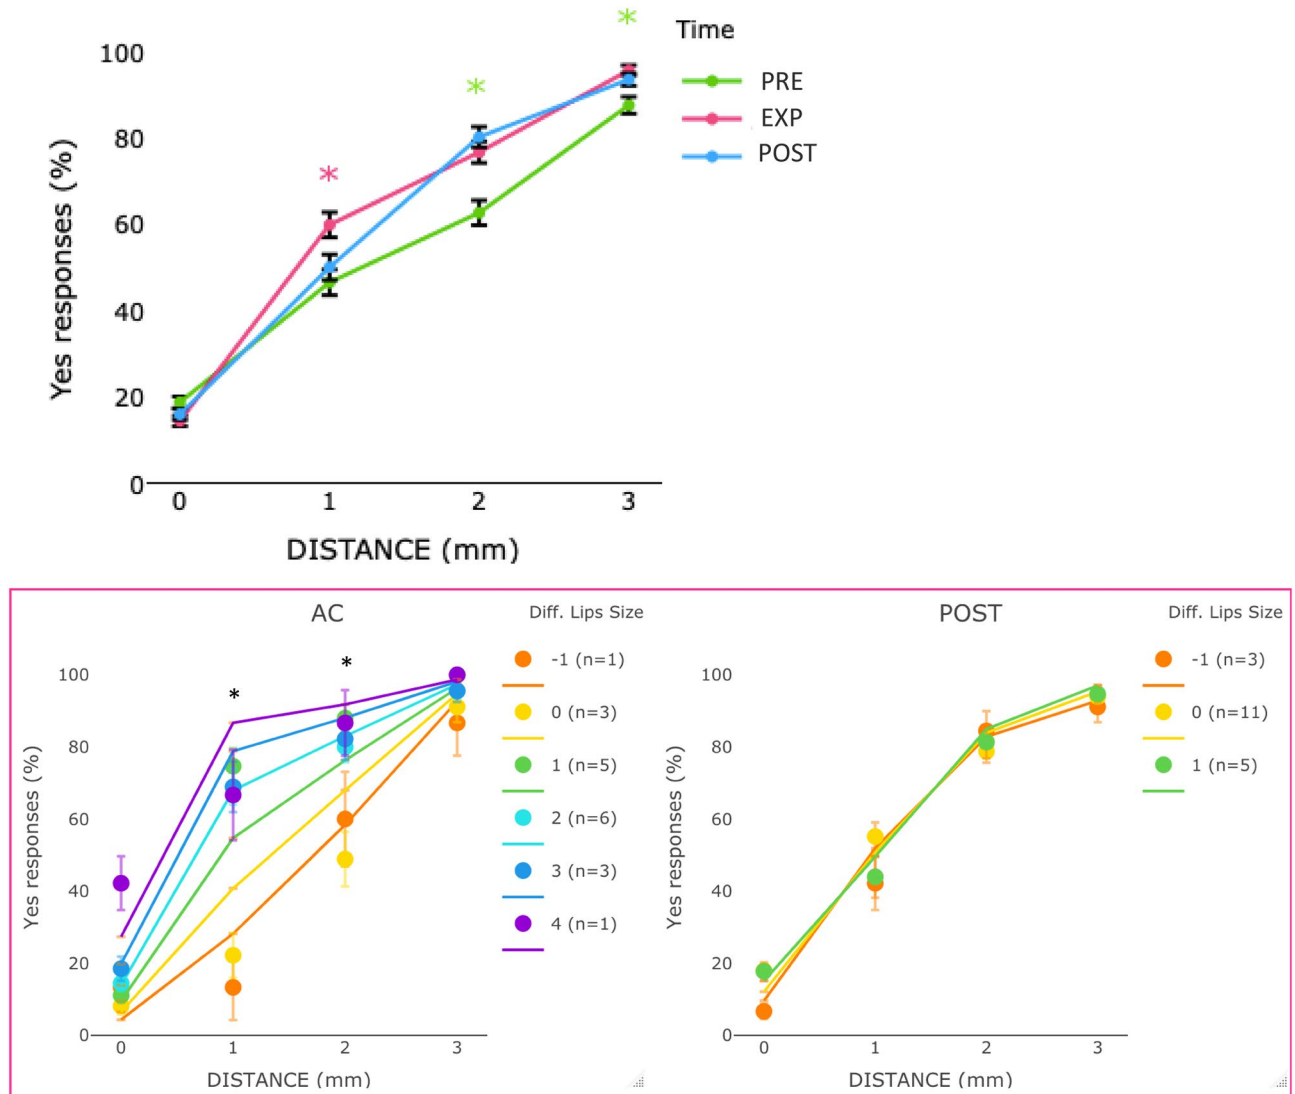 *
100
80
60
40
20
0
Yes responses (%)
*
*
0 1 2 3
DISTANCE (mm)
Time
PRE
EXP
POST
AC
Diff. Lips Size
100
80
60
40
20
0
Yes responses (%)
*
*
0 1 2 3
DISTANCE (mm)
-1 (n=1)
0 (n=3)
1 (n=5)
2 (n=6)
3 (n=3)
4 (n=1)
POST
Diff. Lips Size
100
80
60
40
20
0
Yes responses (%)
0 1 2 3
DISTANCE (mm)
-1 (n=3)
0 (n=11)
1 (n=5)